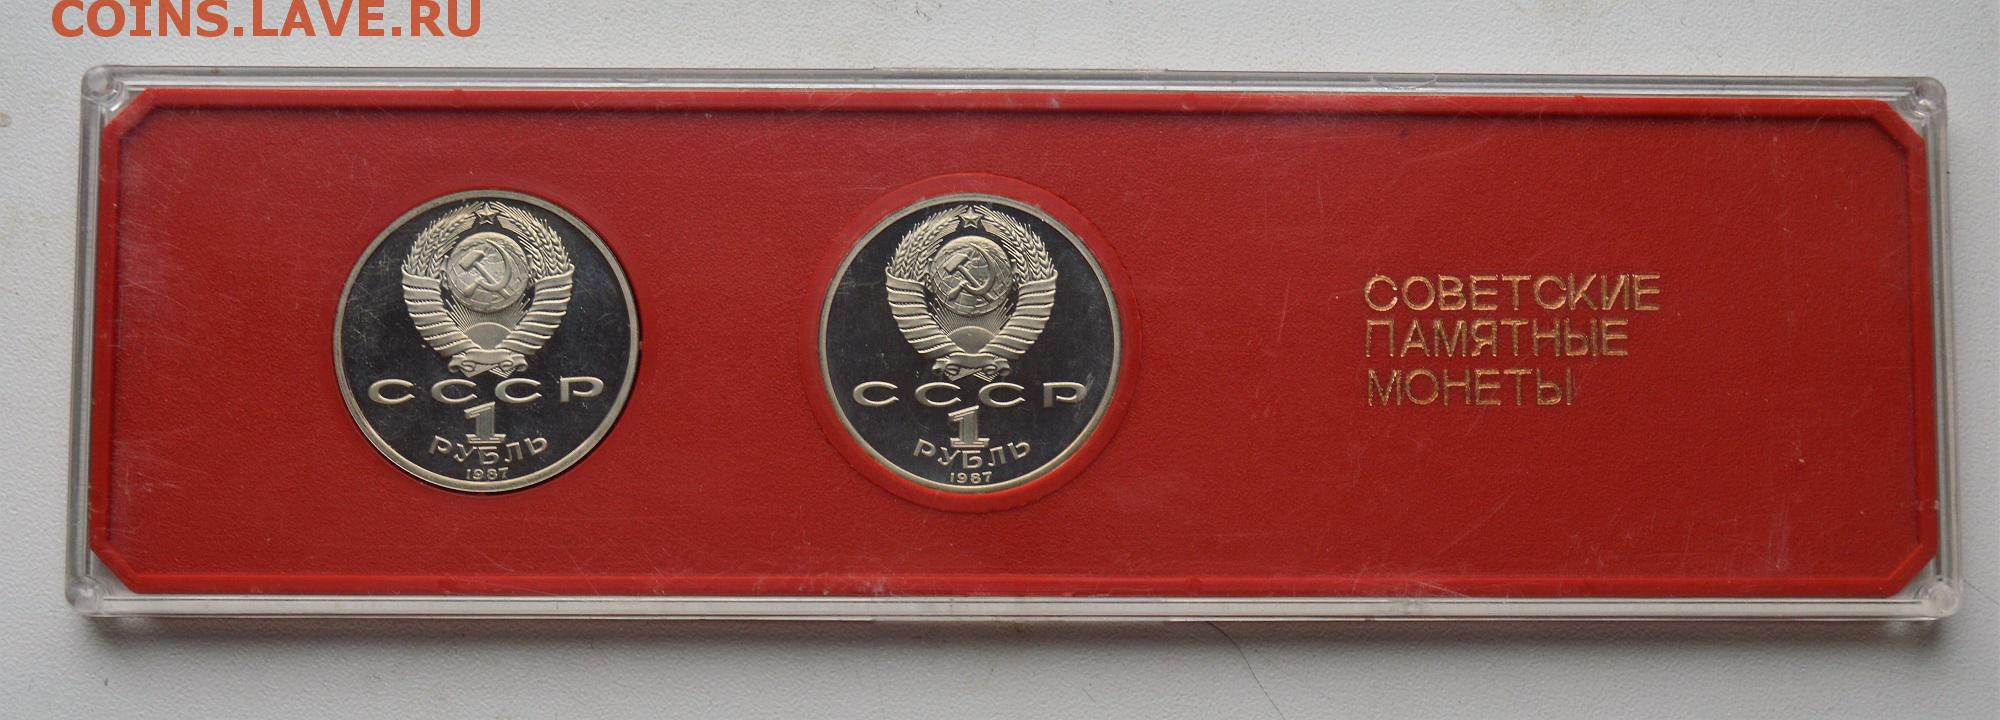 COINS.LAVE.RU
СССР
1
РУБЛЬ
1987
СССР
1
РУБЛЬ
1987
СОВЕТСКИЕ
ПАМЯТНЫЕ
МОНЕТЫ